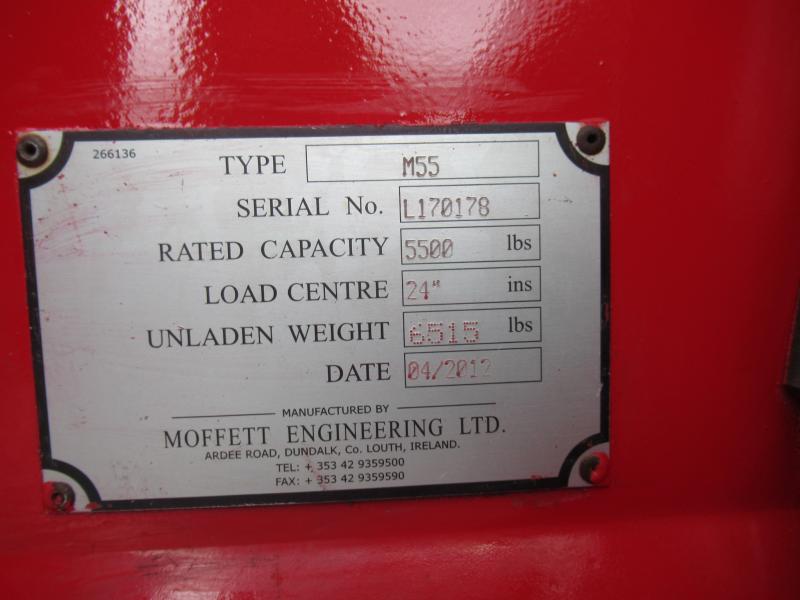 266136
TYPE M55
SERIAL No. L170178
RATED CAPACITY 5500 lbs
LOAD CENTRE 24" ins
UNLADEN WEIGHT 6515 lbs
DATE 04/2012
MANUFACTURED BY
MOFFETT ENGINEERING LTD.
ARDEE ROAD, DUNDALK, Co. LOUTH, IRELAND.
TEL: + 353 42 9359500
FAX: + 353 42 9359590